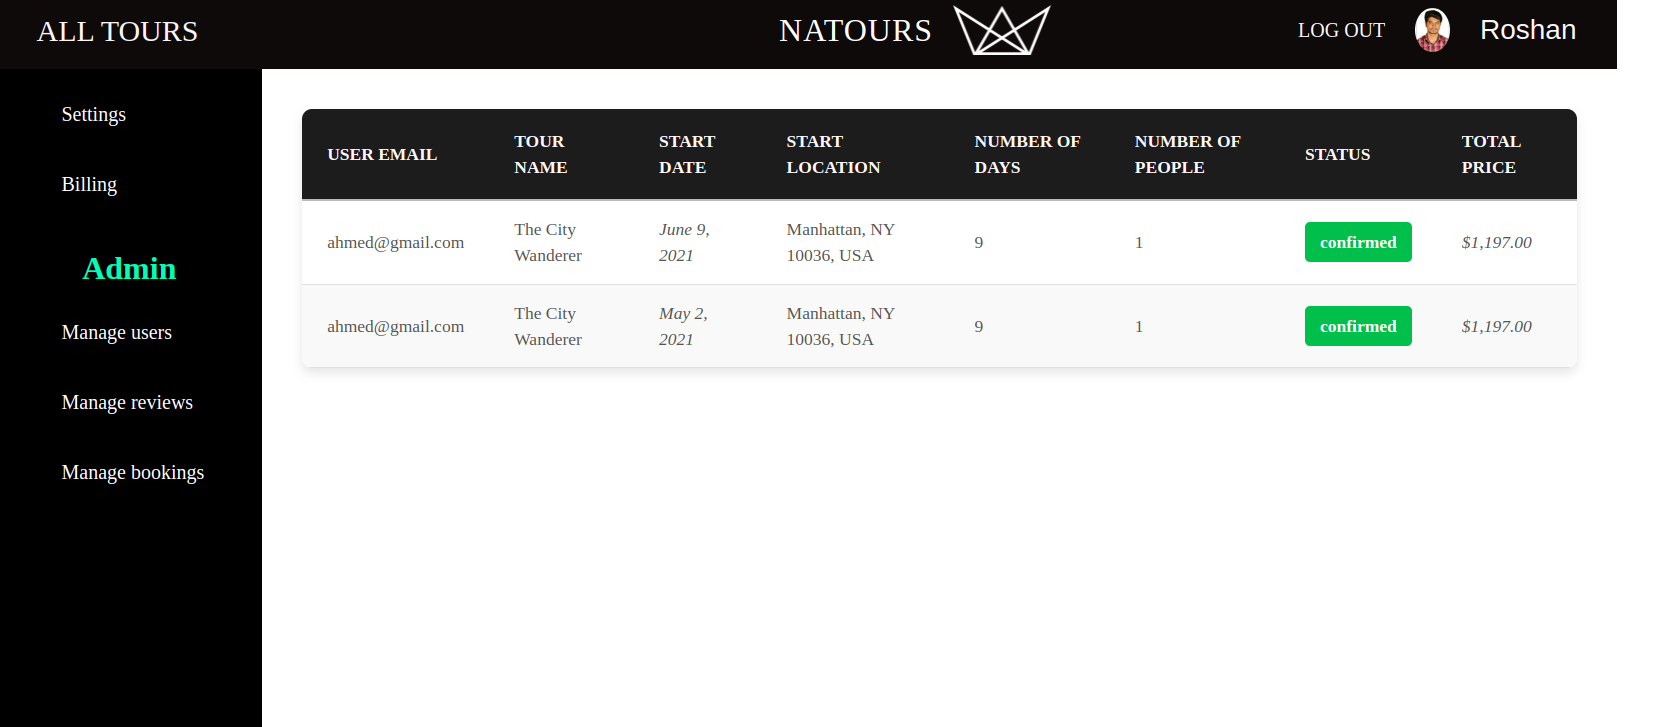 ALL TOURS
NATOURS
LOG OUT
Roshan
Settings
Billing
Admin
Manage users
Manage reviews
Manage bookings
USER EMAIL
TOUR
NAME
START
DATE
START
LOCATION
NUMBER OF
DAYS
NUMBER OF
PEOPLE
STATUS
TOTAL
PRICE
ahmed@gmail.com
The City
Wanderer
June 9,
2021
Manhattan, NY
10036, USA
9
1
confirmed
$1,197.00
ahmed@gmail.com
The City
Wanderer
May 2,
2021
Manhattan, NY
10036, USA
9
1
confirmed
$1,197.00